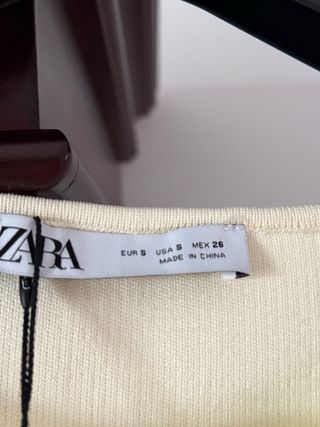 ZARA
EUR S USA S MEX 26
MADE IN CHINA